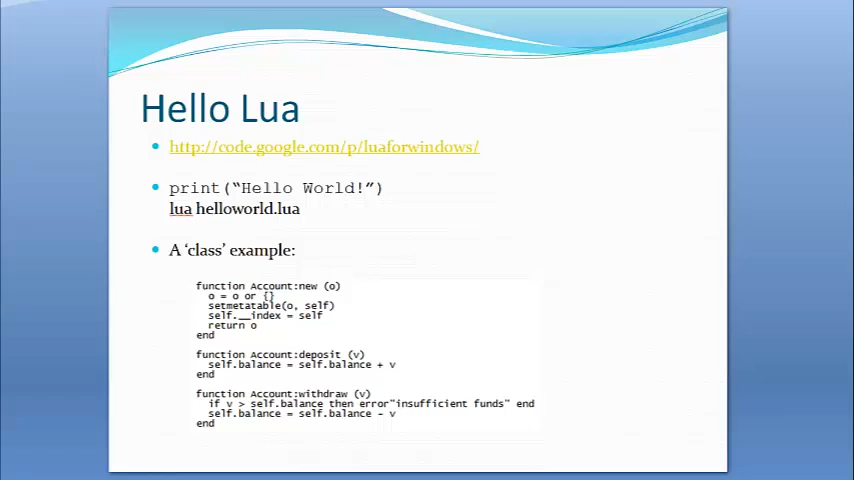 Hello Lua
http://code.google.com/p/luaforwindows/
print(“Hello World!”)
lua helloworld.lua
A ‘class’ example:
function Account:new (o)
o = o or {}
setmetatable(o, self)
self.__index = self
return o
end
function Account:deposit (v)
self.balance = self.balance + v
end
function Account:withdraw (v)
if v > self.balance then error"insufficient funds" end
self.balance = self.balance - v
end